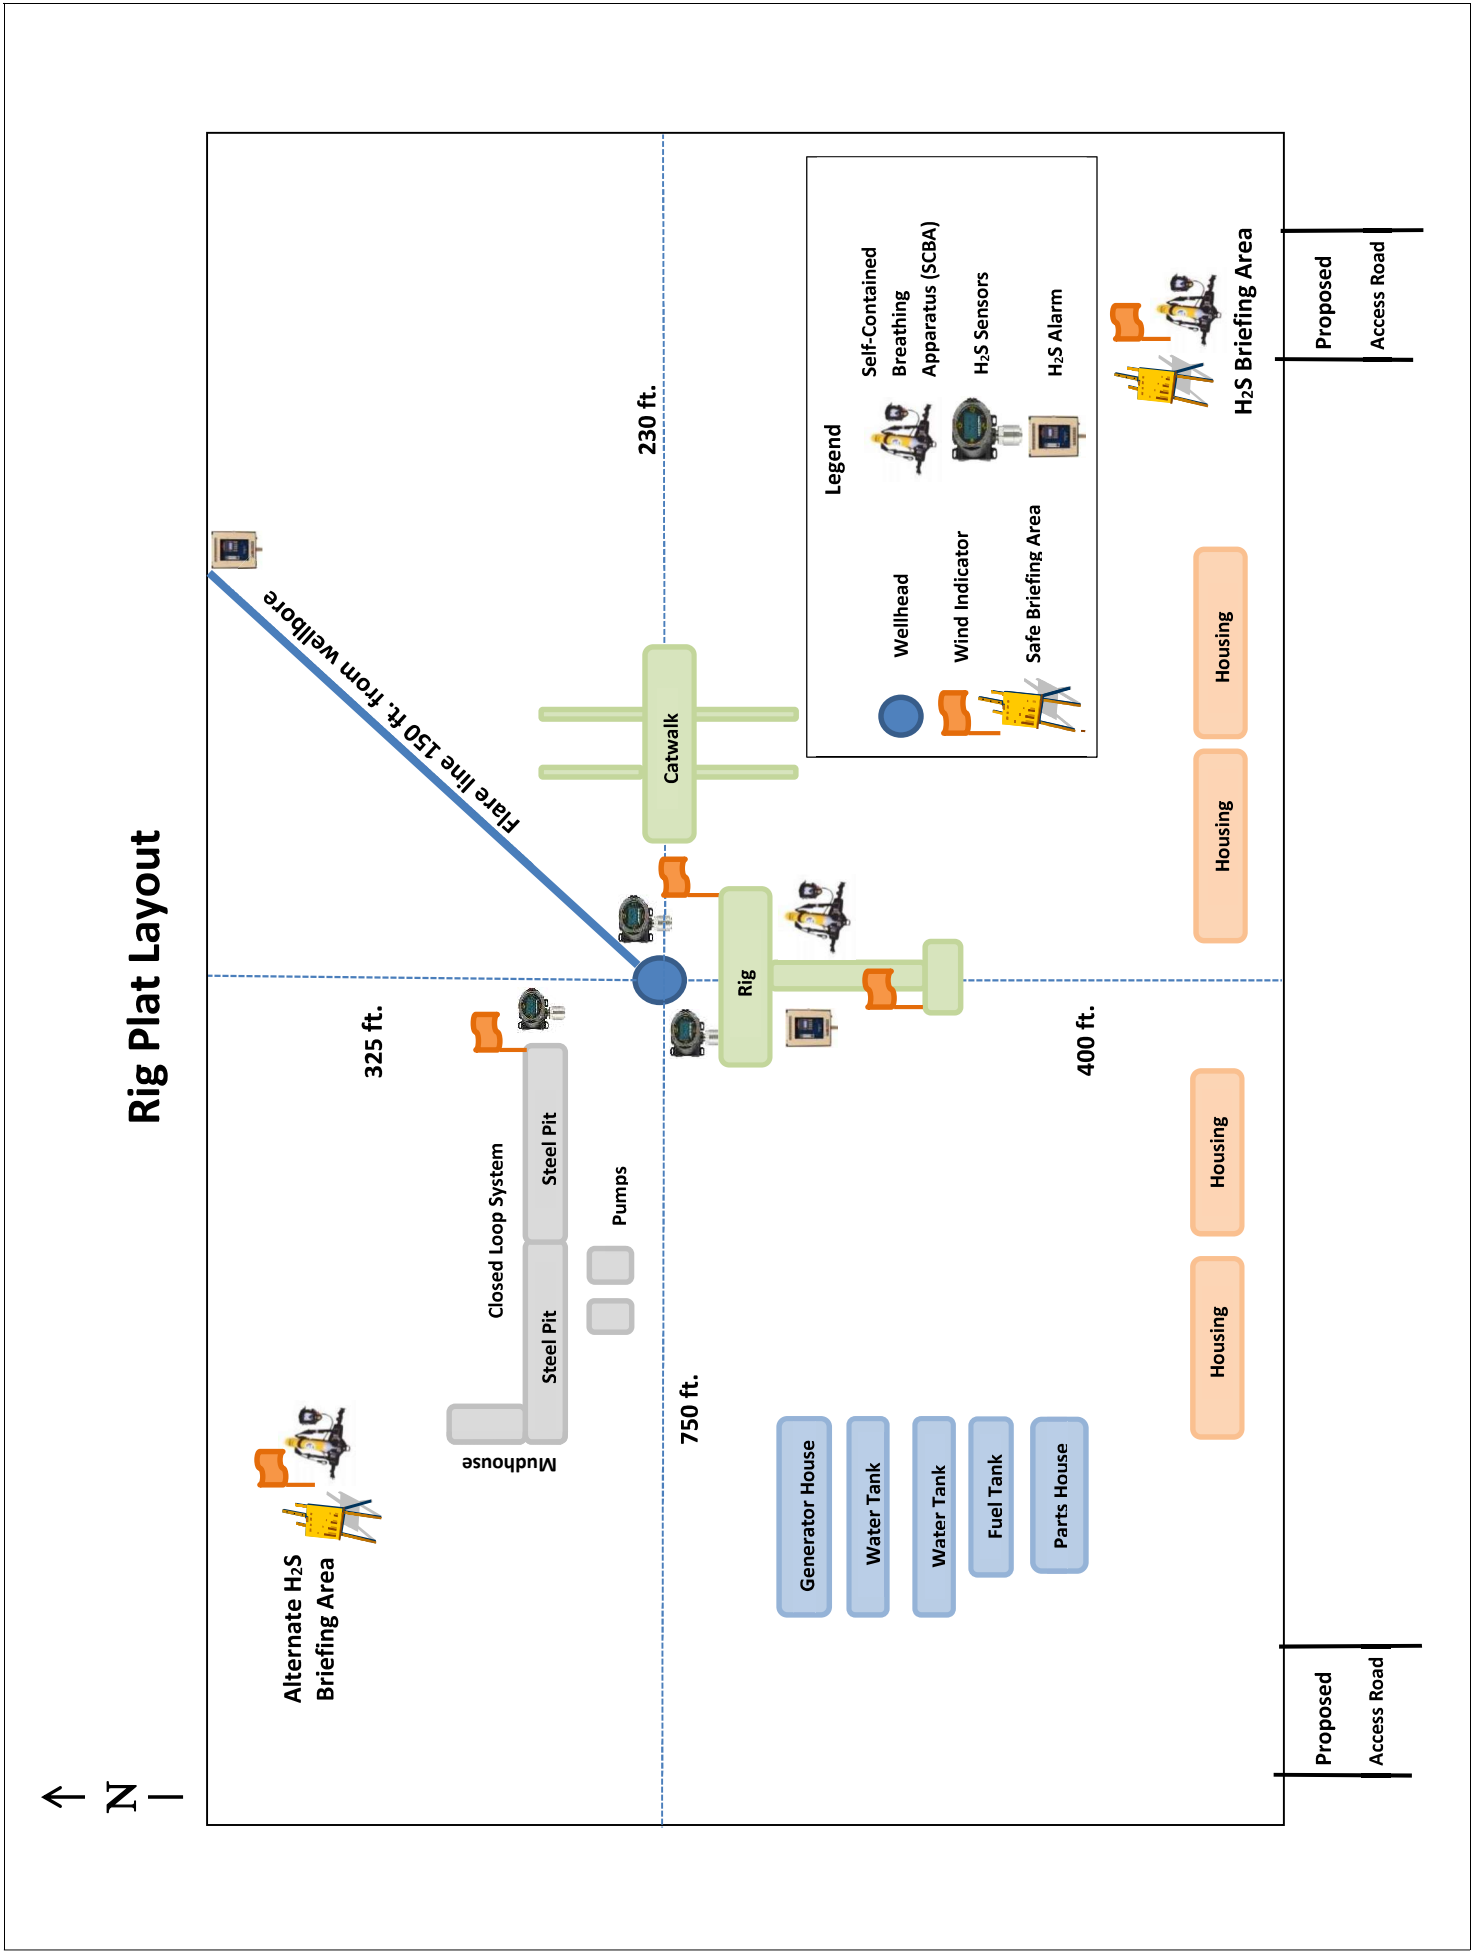 Rig Plat Layout
N
Alternate H₂S
Briefing Area
Mudhouse
Closed Loop System
Steel Pit
Steel Pit
Pumps
325 ft.
Flare line 150 ft. from wellbore
750 ft.
230 ft.
Catwalk
Rig
400 ft.
Generator House
Water Tank
Water Tank
Fuel Tank
Parts House
Legend
Wellhead
Wind Indicator
Safe Briefing Area
Self-Contained
Breathing
Apparatus (SCBA)
H₂S Sensors
H₂S Alarm
Housing
Housing
Housing
Housing
H₂S Briefing Area
Proposed
Access Road
Proposed
Access Road